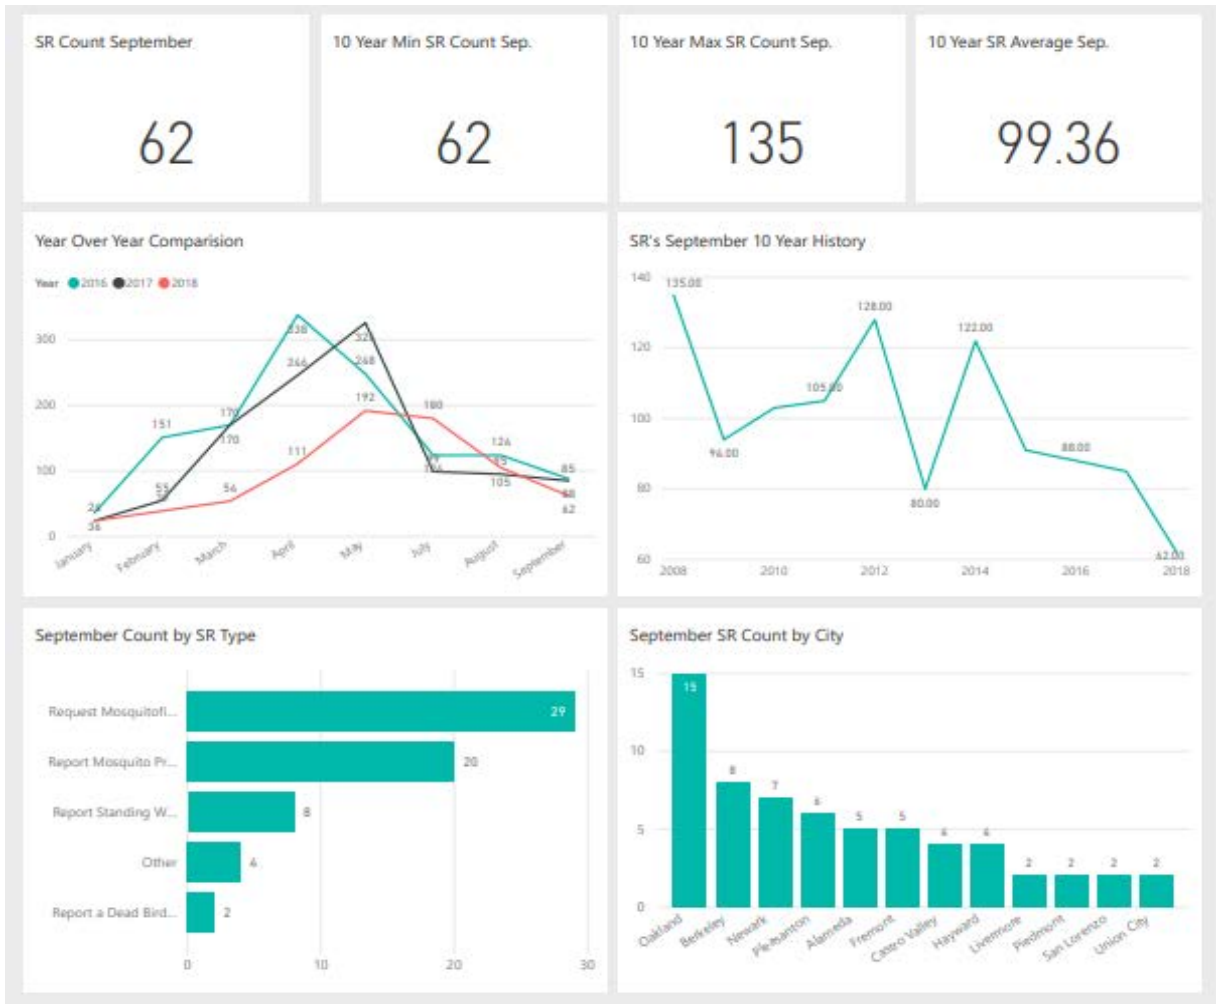 SR Count September
62
10 Year Min SR Count Sep.
62
10 Year Max SR Count Sep.
135
10 Year SR Average Sep.
99.36
Year Over Year Comparision
Year 2016 2017 2018
300
200
100
0
338
246
248
192
180
151
170
170
111
126
105
85
54
55
36
62
January
February
March
April
May
July
August
September
SR's September 10 Year History
140
120
100
80
60
135.00
94.00
105.00
128.00
80.00
122.00
88.00
62.00
2008
2010
2012
2014
2016
2018
September Count by SR Type
Request Mosquitofi...
29
Report Mosquito Pr...
20
Report Standing W...
8
Other
4
Report a Dead Bird...
2
0
10
20
30
September SR Count by City
15
10
5
0
15
8
7
6
5
5
4
4
2
2
2
2
Oakland
Berkeley
Newark
Pleasanton
Alameda
Fremont
Castro Valley
Hayward
Livermore
Piedmont
San Lorenzo
Union City